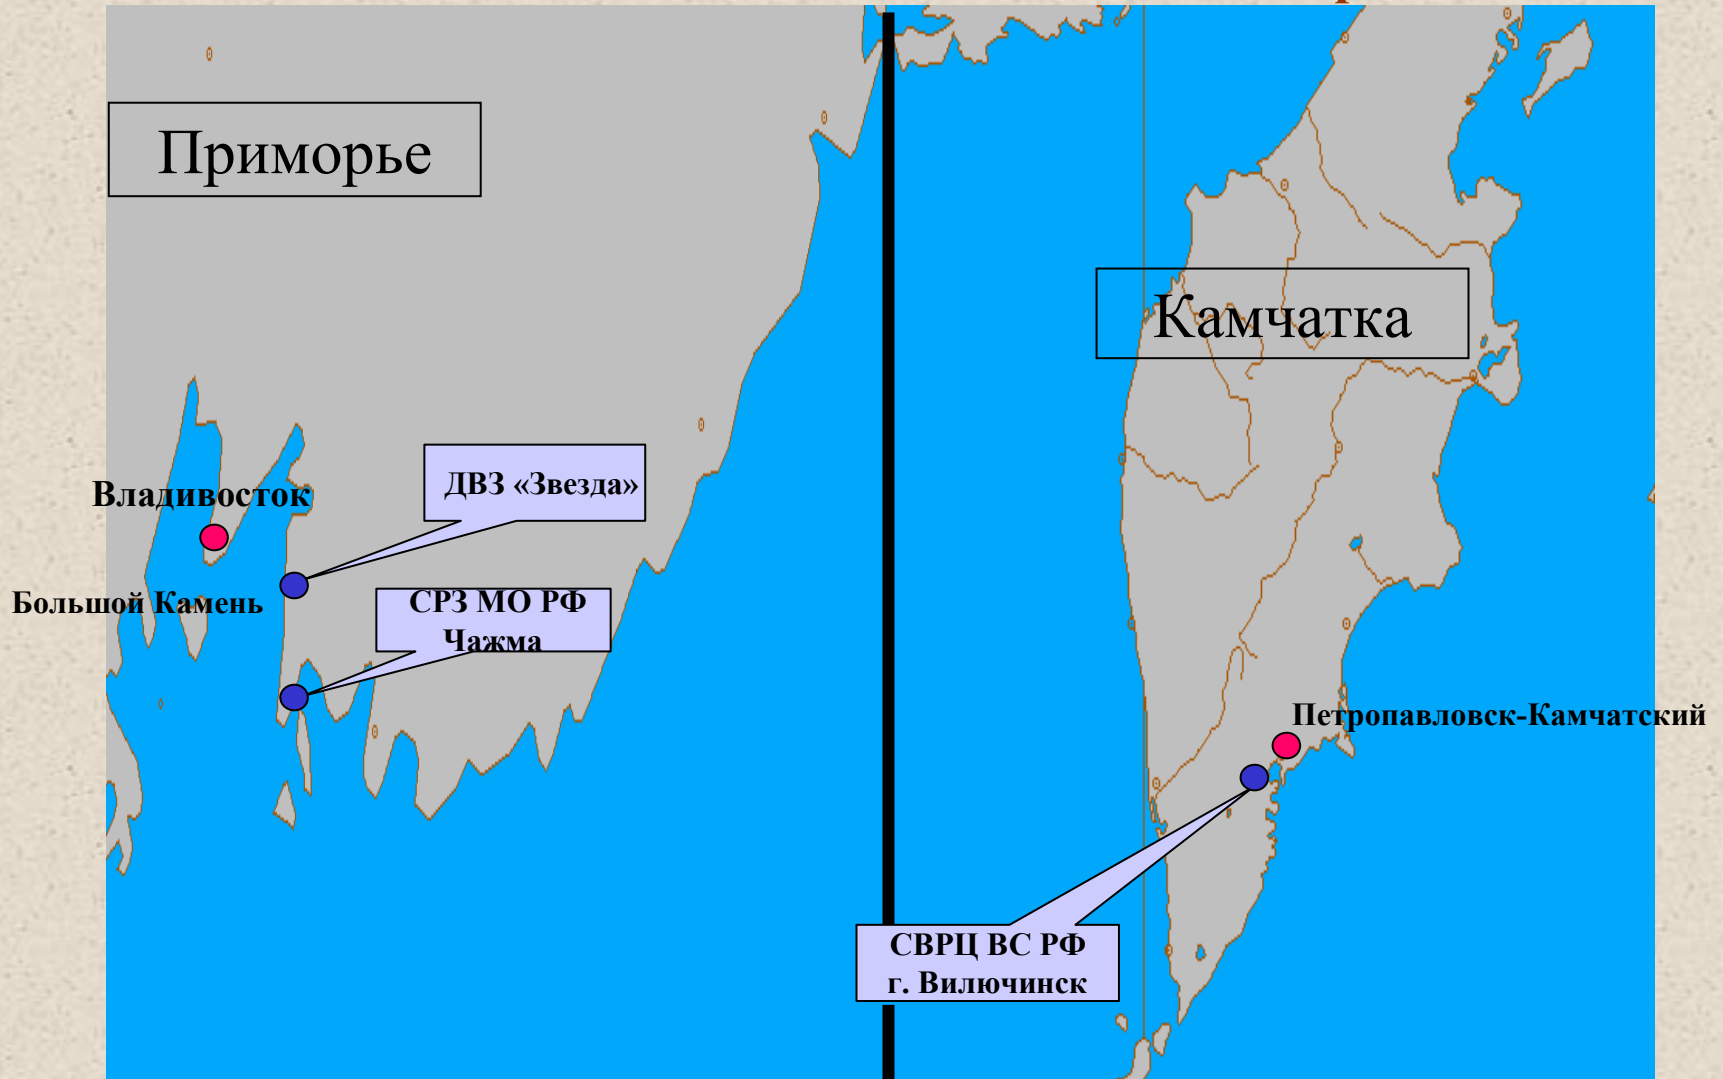 Приморье
Камчатка
ДВЗ «Звезда»
Владивосток
Большой Камень
СРЗ МО РФ
Чажма
Петропавловск-Камчатский
СВРЦ ВС РФ
г. Вилючинск